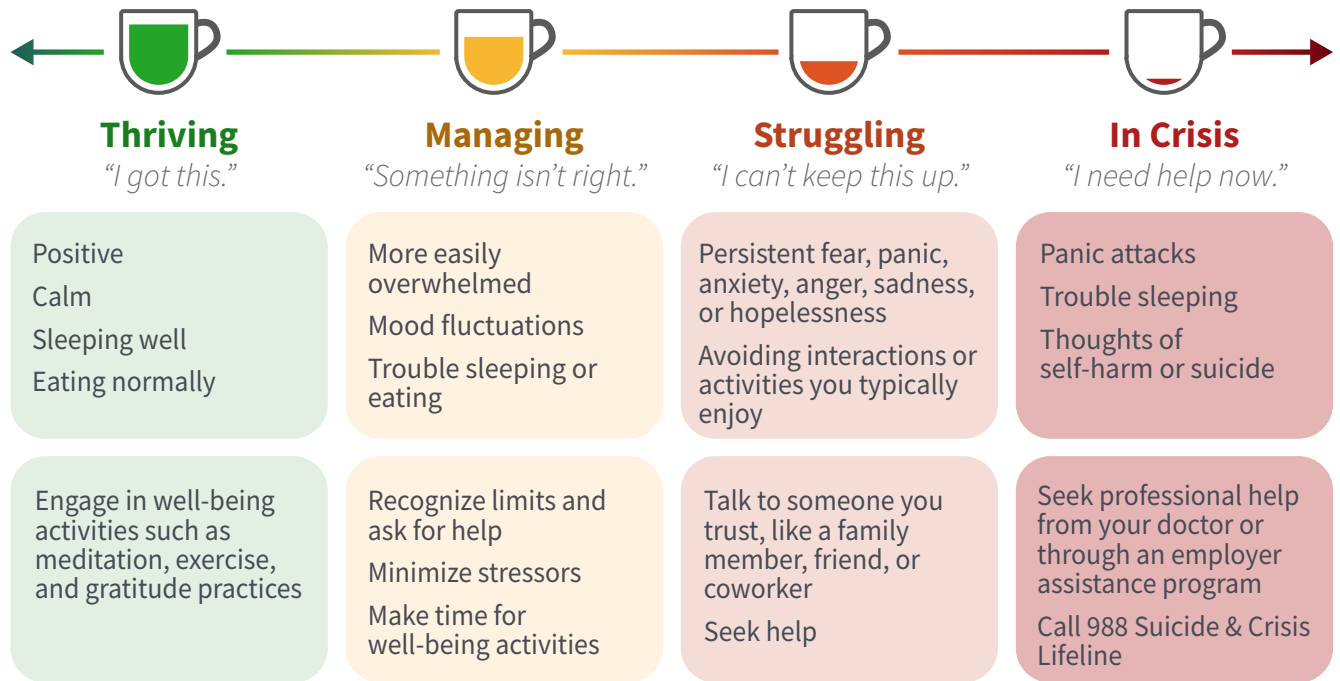 Thriving
“I got this.”
Positive
Calm
Sleeping well
Eating normally
Engage in well-being
activities such as
meditation, exercise,
and gratitude practices
Managing
“Something isn’t right.”
More easily
overwhelmed
Mood fluctuations
Trouble sleeping or
eating
Recognize limits and
ask for help
Minimize stressors
Make time for
well-being activities
Struggling
“I can’t keep this up.”
Persistent fear, panic,
anxiety, anger, sadness,
or hopelessness
Avoiding interactions or
activities you typically
enjoy
Talk to someone you
trust, like a family
member, friend, or
coworker
Seek help
In Crisis
“I need help now.”
Panic attacks
Trouble sleeping
Thoughts of
self-harm or suicide
Seek professional help
from your doctor or
through an employer
assistance program
Call 988 Suicide & Crisis
Lifeline